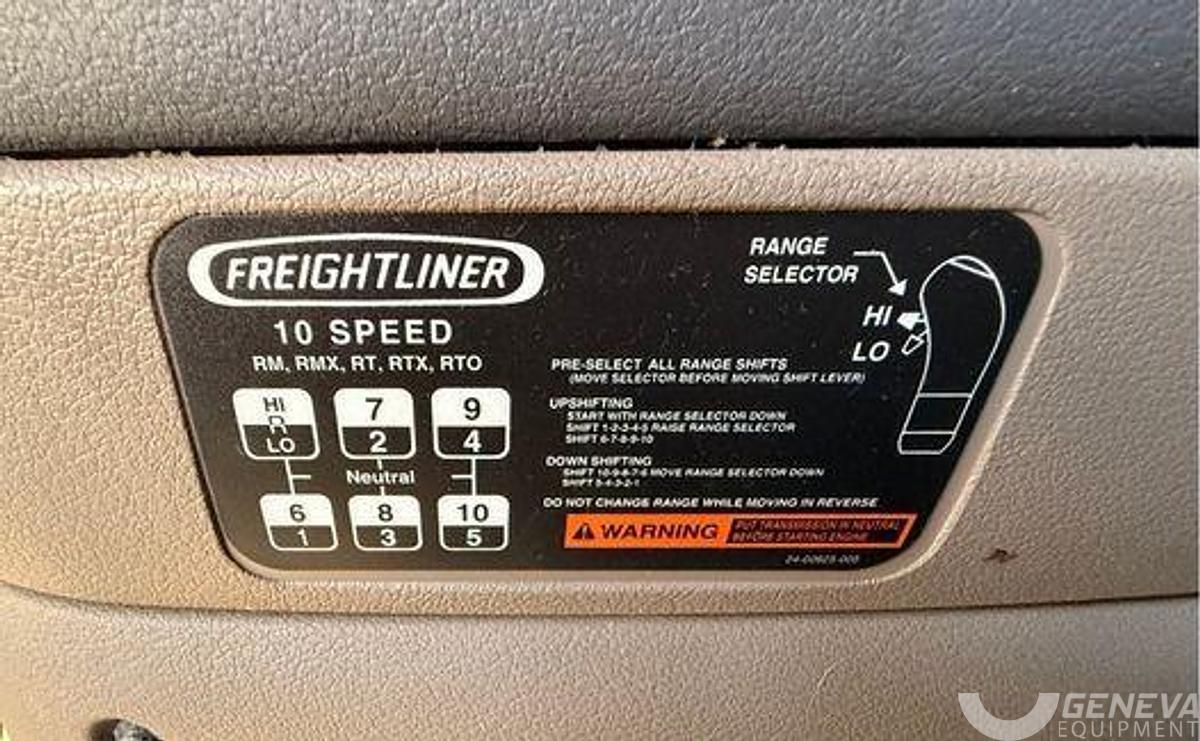 FREIGHTLINER
10 SPEED
RM, RMX, RT, RTX, RTO
HI 7 9
R
LO 2 4
Neutral
6 8 10
1 3 5
RANGE
SELECTOR
HI
LO
PRE-SELECT ALL RANGE SHIFTS
(MOVE SELECTOR BEFORE MOVING SHIFT LEVER)
UPSHIFTING
START WITH RANGE SELECTOR DOWN
SHIFT 1-2-3-4-5 RAISE RANGE SELECTOR
SHIFT 6-7-8-9-10
DOWN SHIFTING
SHIFT 10-9-8-7-6 MOVE RANGE SELECTOR DOWN
SHIFT 5-4-3-2-1
DO NOT CHANGE RANGE WHILE MOVING IN REVERSE
WARNING
PUT TRANSMISSION IN NEUTRAL
BEFORE STARTING ENGINE
GENEVA
EQUIPMENT